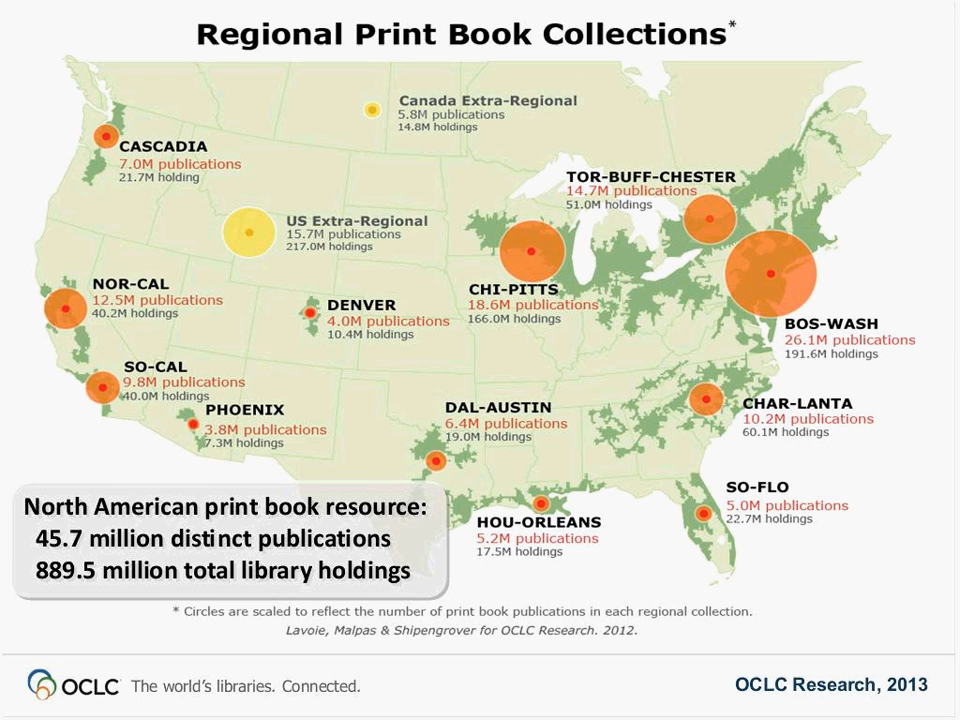 Regional Print Book Collections*
Canada Extra-Regional
5.8M publications
14.8M holdings
CASCADIA
7.0M publications
21.7M holding
TOR-BUFF-CHESTER
14.7M publications
51.0M holdings
US Extra-Regional
15.7M publications
217.0M holdings
NOR-CAL
12.5M publications
40.2M holdings
DENVER
4.0M publications
10.4M holdings
CHI-PITTS
18.6M publications
166.0M holdings
BOS-WASH
26.1M publications
191.6M holdings
SO-CAL
9.8M publications
40.0M holdings
PHOENIX
3.8M publications
7.3M holdings
DAL-AUSTIN
6.4M publications
19.0M holdings
CHAR-LANTA
10.2M publications
60.1M holdings
SO-FLO
5.0M publications
22.7M holdings
HOU-ORLEANS
5.2M publications
17.5M holdings
North American print book resource:
45.7 million distinct publications
889.5 million total library holdings
* Circles are scaled to reflect the number of print book publications in each regional collection.
Lavoie, Malpas & Shipengrover for OCLC Research. 2012.
OCLC The world's libraries. Connected.
OCLC Research, 2013